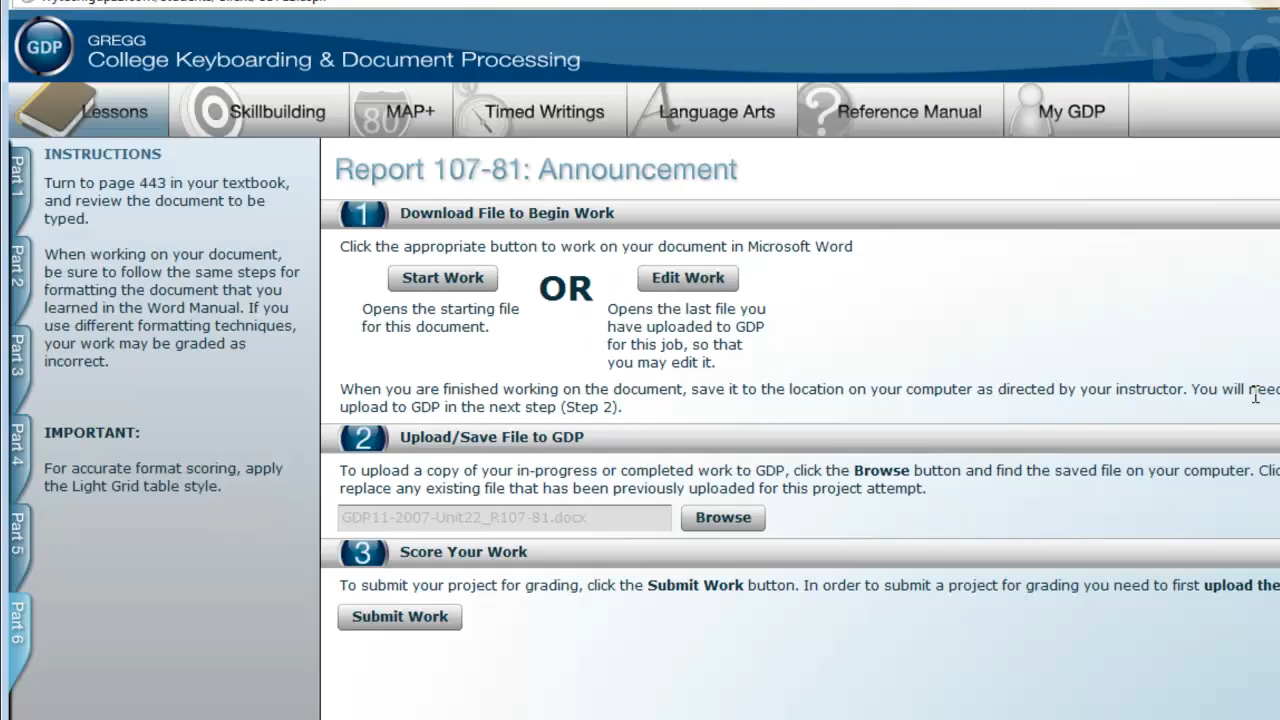 GDP
GREGG
College Keyboarding & Document Processing
Lessons Skillbuilding MAP+ Timed Writings Language Arts Reference Manual My GDP
80
Part 1
Part 2
Part 3
Part 4
Part 5
Part 6
INSTRUCTIONS
Turn to page 443 in your textbook,
and review the document to be
typed.
When working on your document,
be sure to follow the same steps for
formatting the document that you
learned in the Word Manual. If you
use different formatting techniques,
your work may be graded as
incorrect.
IMPORTANT:
For accurate format scoring, apply
the Light Grid table style.
Report 107-81: Announcement
1 Download File to Begin Work
Click the appropriate button to work on your document in Microsoft Word
Start Work OR Edit Work
Opens the starting file
for this document.
Opens the last file you
have uploaded to GDP
for this job, so that
you may edit it.
When you are finished working on the document, save it to the location on your computer as directed by your instructor. You will need
upload to GDP in the next step (Step 2).
2 Upload/Save File to GDP
To upload a copy of your in-progress or completed work to GDP, click the Browse button and find the saved file on your computer. Clic
replace any existing file that has been previously uploaded for this project attempt.
GDP11-2007-Unit22_R107-81.docx Browse
3 Score Your Work
To submit your project for grading, click the Submit Work button. In order to submit a project for grading you need to first upload the
Submit Work